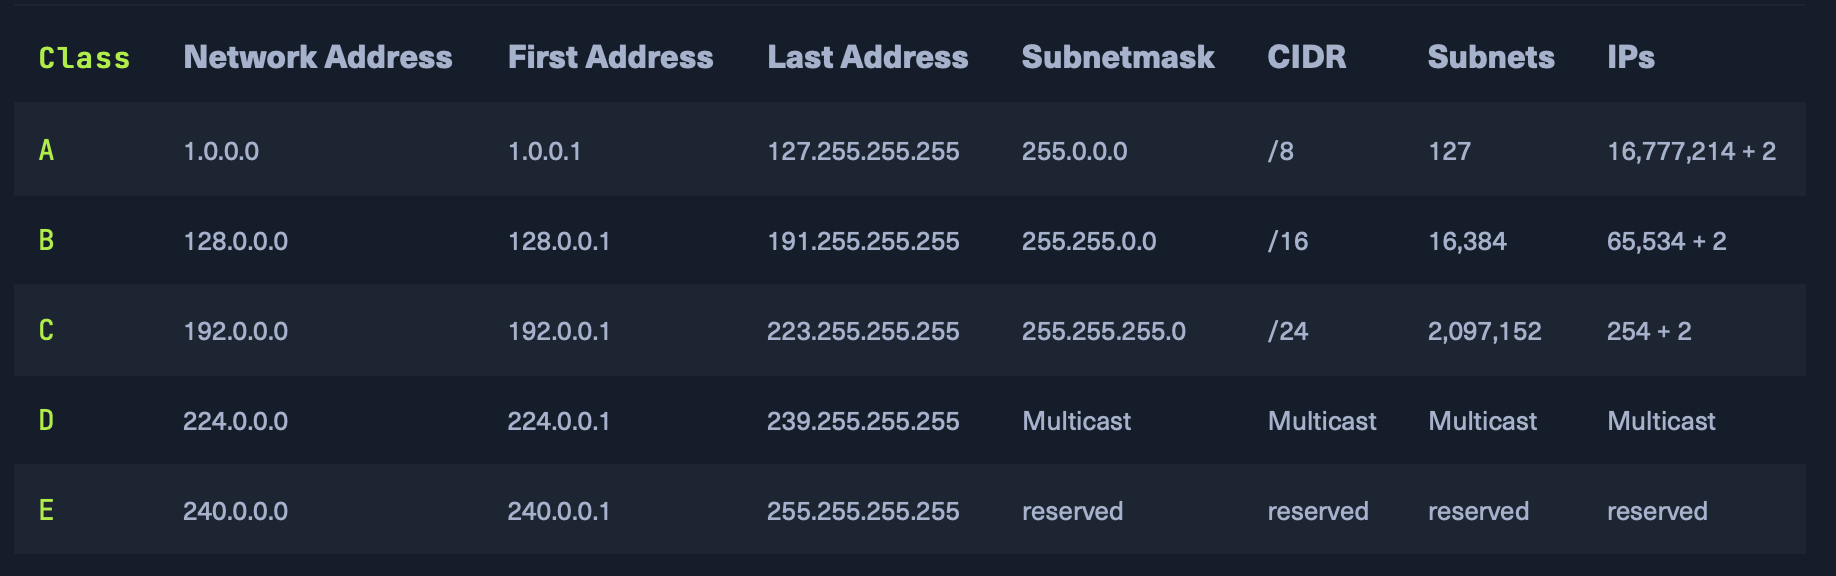 Class Network Address First Address Last Address Subnetmask CIDR Subnets IPs
A 1.0.0.0 1.0.0.1 127.255.255.255 255.0.0.0 /8 127 16,777,214 + 2
B 128.0.0.0 128.0.0.1 191.255.255.255 255.255.0.0 /16 16,384 65,534 + 2
C 192.0.0.0 192.0.0.1 223.255.255.255 255.255.255.0 /24 2,097,152 254 + 2
D 224.0.0.0 224.0.0.1 239.255.255.255 Multicast Multicast Multicast Multicast
E 240.0.0.0 240.0.0.1 255.255.255.255 reserved reserved reserved reserved